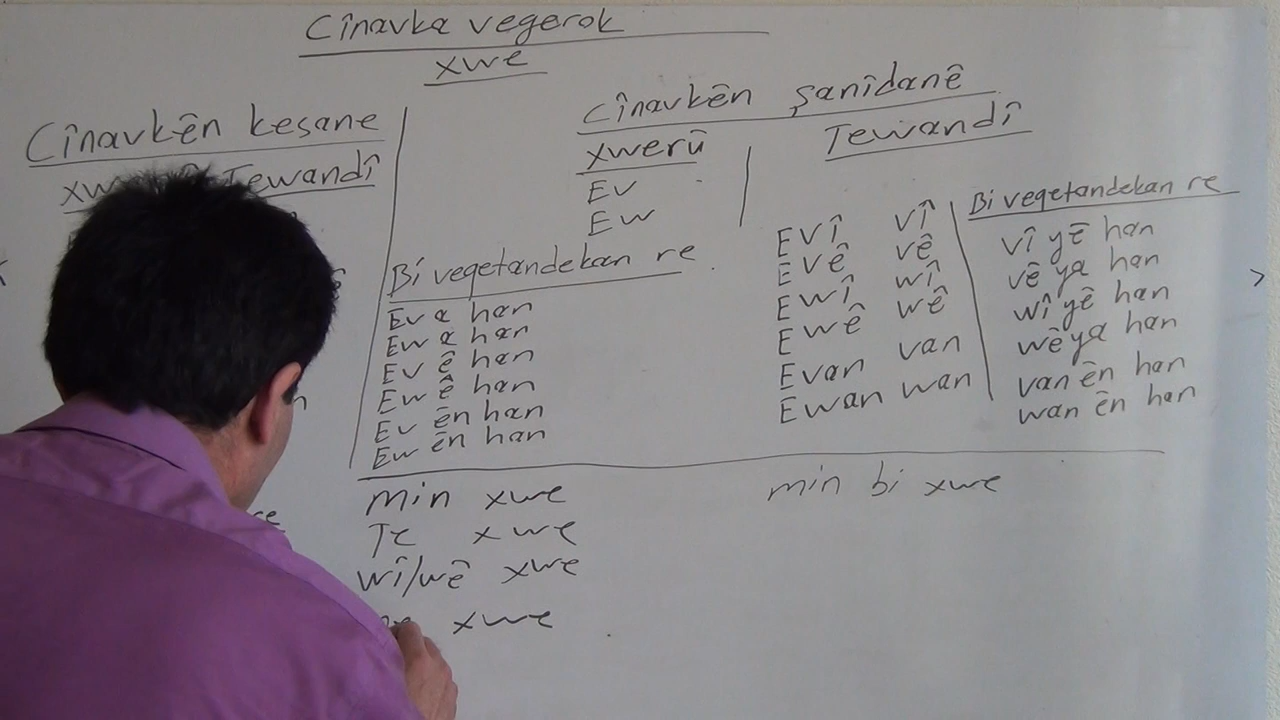 Cînavka vegerok
xwe
Cînavkên kesane
Tewandî
Bi vegetandekan re
Ev a han
Ew a han
Ev ê han
Ew ê han
Ev ên han
Ew ên han
Cînavkên şanîdanê
xwerû
Ev
Ew
Tewandî
Evî vî
Evê vê
Ewî wî
Ewê wê
Evan van
Ewan wan
Bi vegetandekan re
vî yê han
vê ya han
wî yê han
wê ya han
van ên han
wan ên han
min xwe
Te xwe
wî/wê xwe
xwe
min bi xwe